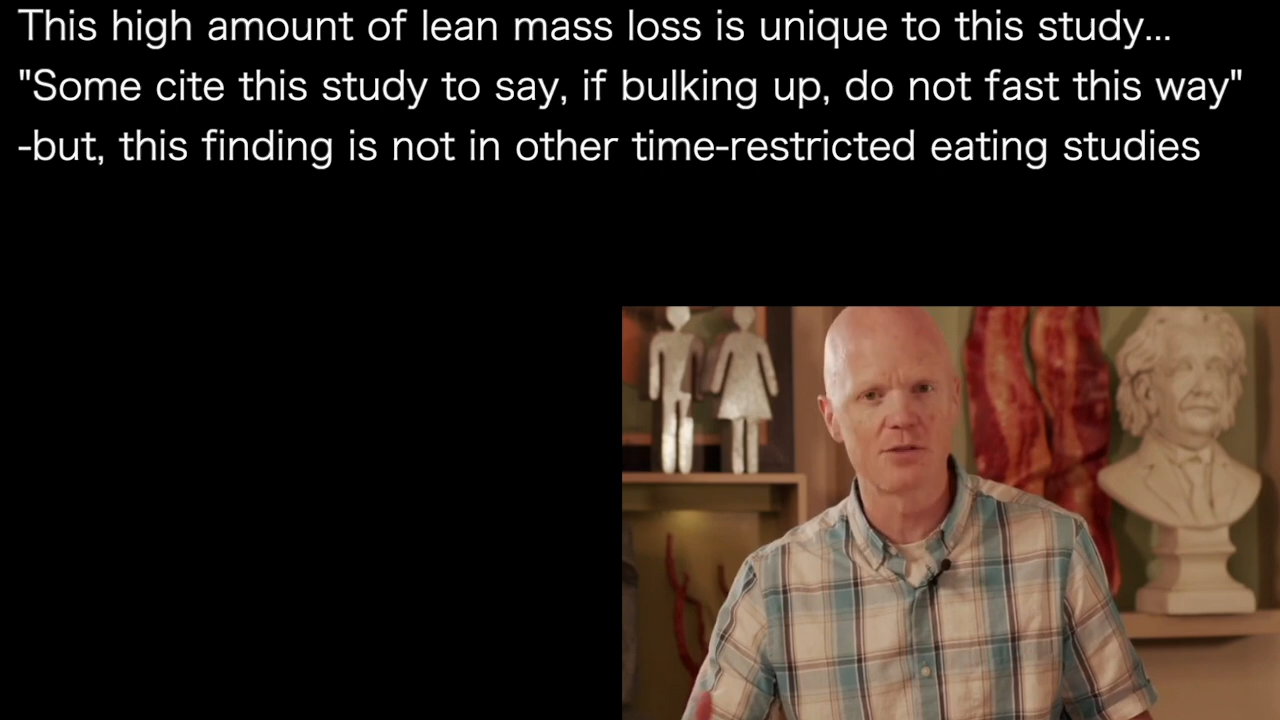 This high amount of lean mass loss is unique to this study...
"Some cite this study to say, if bulking up, do not fast this way"
-but, this finding is not in other time-restricted eating studies